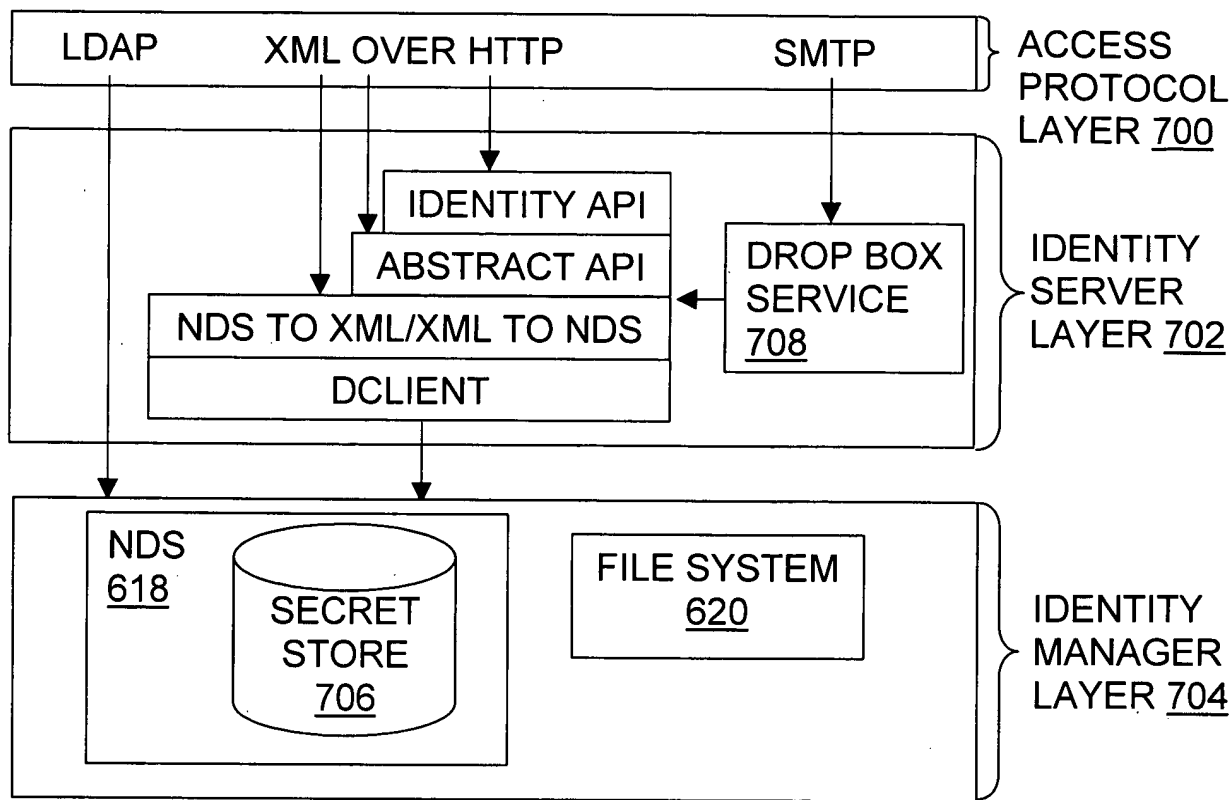 LDAP
XML OVER HTTP
SMTP
ACCESS
PROTOCOL
LAYER 700
IDENTITY API
ABSTRACT API
NDS TO XML/XML TO NDS
DCLIENT
DROP BOX
SERVICE
708
IDENTITY
SERVER
LAYER 702
NDS
618
SECRET
STORE
706
FILE SYSTEM
620
IDENTITY
MANAGER
LAYER 704